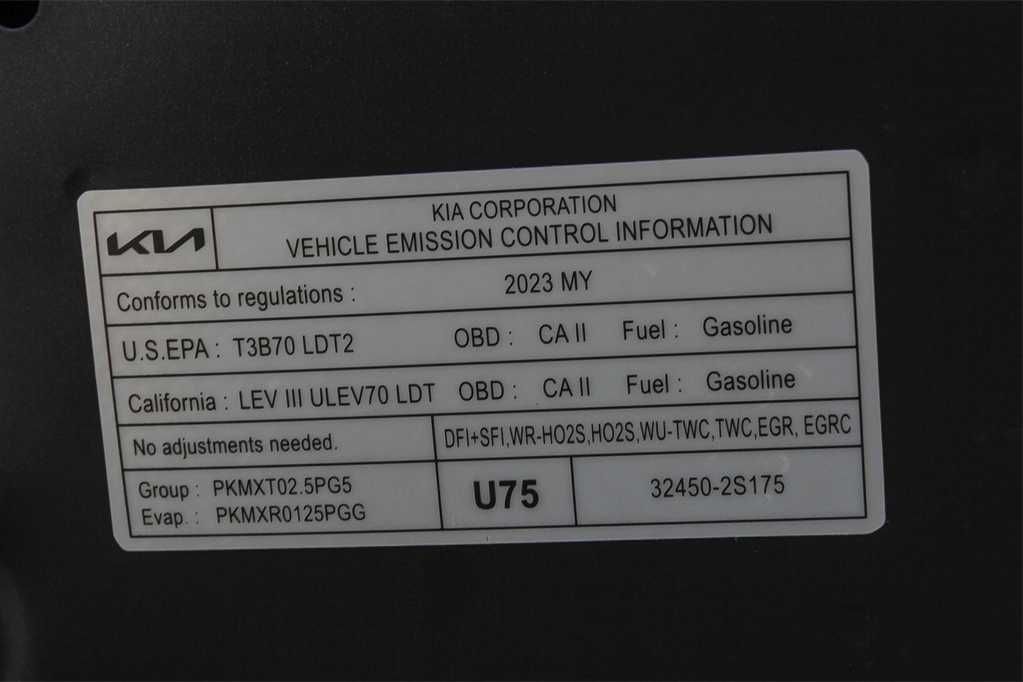 KIA
KIA CORPORATION
VEHICLE EMISSION CONTROL INFORMATION
Conforms to regulations : 2023 MY
U.S.EPA : T3B70 LDT2 OBD : CA II Fuel : Gasoline
California : LEV III ULEV70 LDT OBD : CA II Fuel : Gasoline
No adjustments needed. DFI+SFI,WR-HO2S,HO2S,WU-TWC,TWC,EGR, EGRC
Group : PKMXT02.5PG5
Evap. : PKMXR0125PGG
U75
32450-2S175